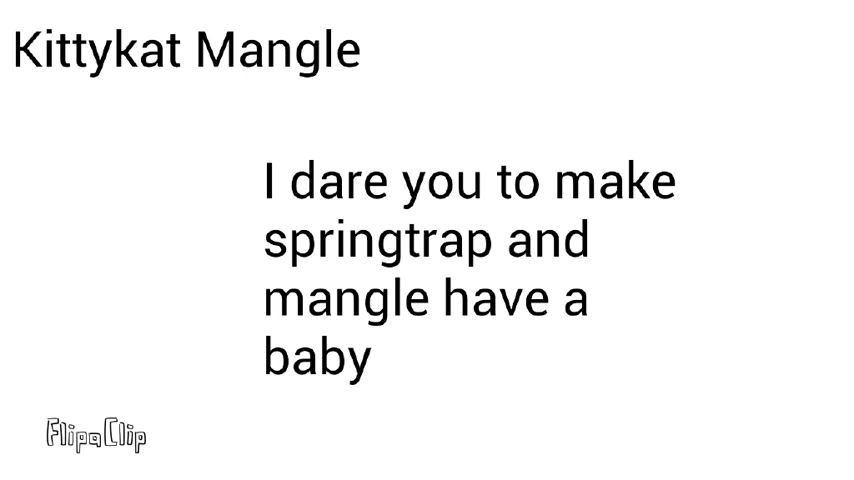 Kittykat Mangle
I dare you to make
springtrap and
mangle have a
baby
FlipaClip